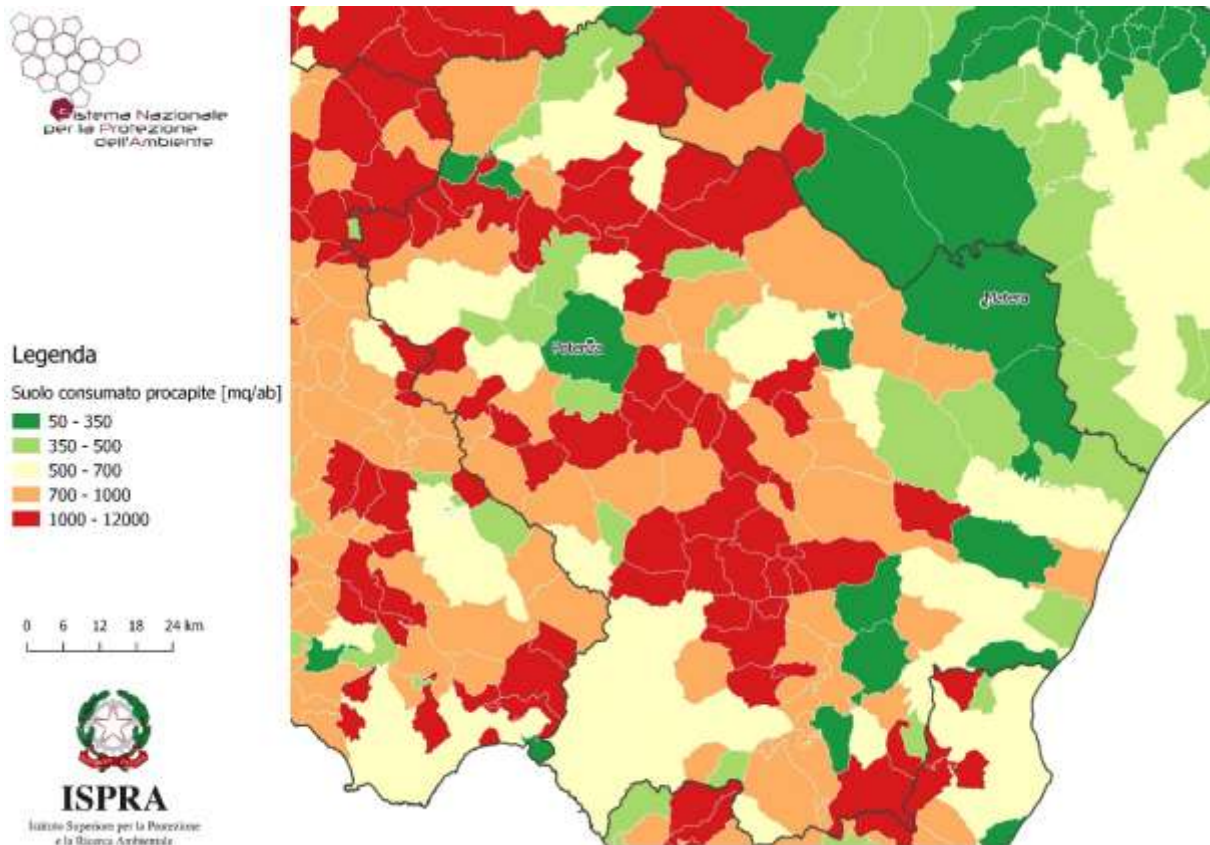 Sistema Nazionale
per la Protezione
dell'Ambiente
Matera
Potenza
Legenda
Suolo consumato procapite [mq/ab]
50 - 350
350 - 500
500 - 700
700 - 1000
1000 - 12000
0 6 12 18 24 km
ISPRA
Istituto Superiore per la Protezione
e la Ricerca Ambientale